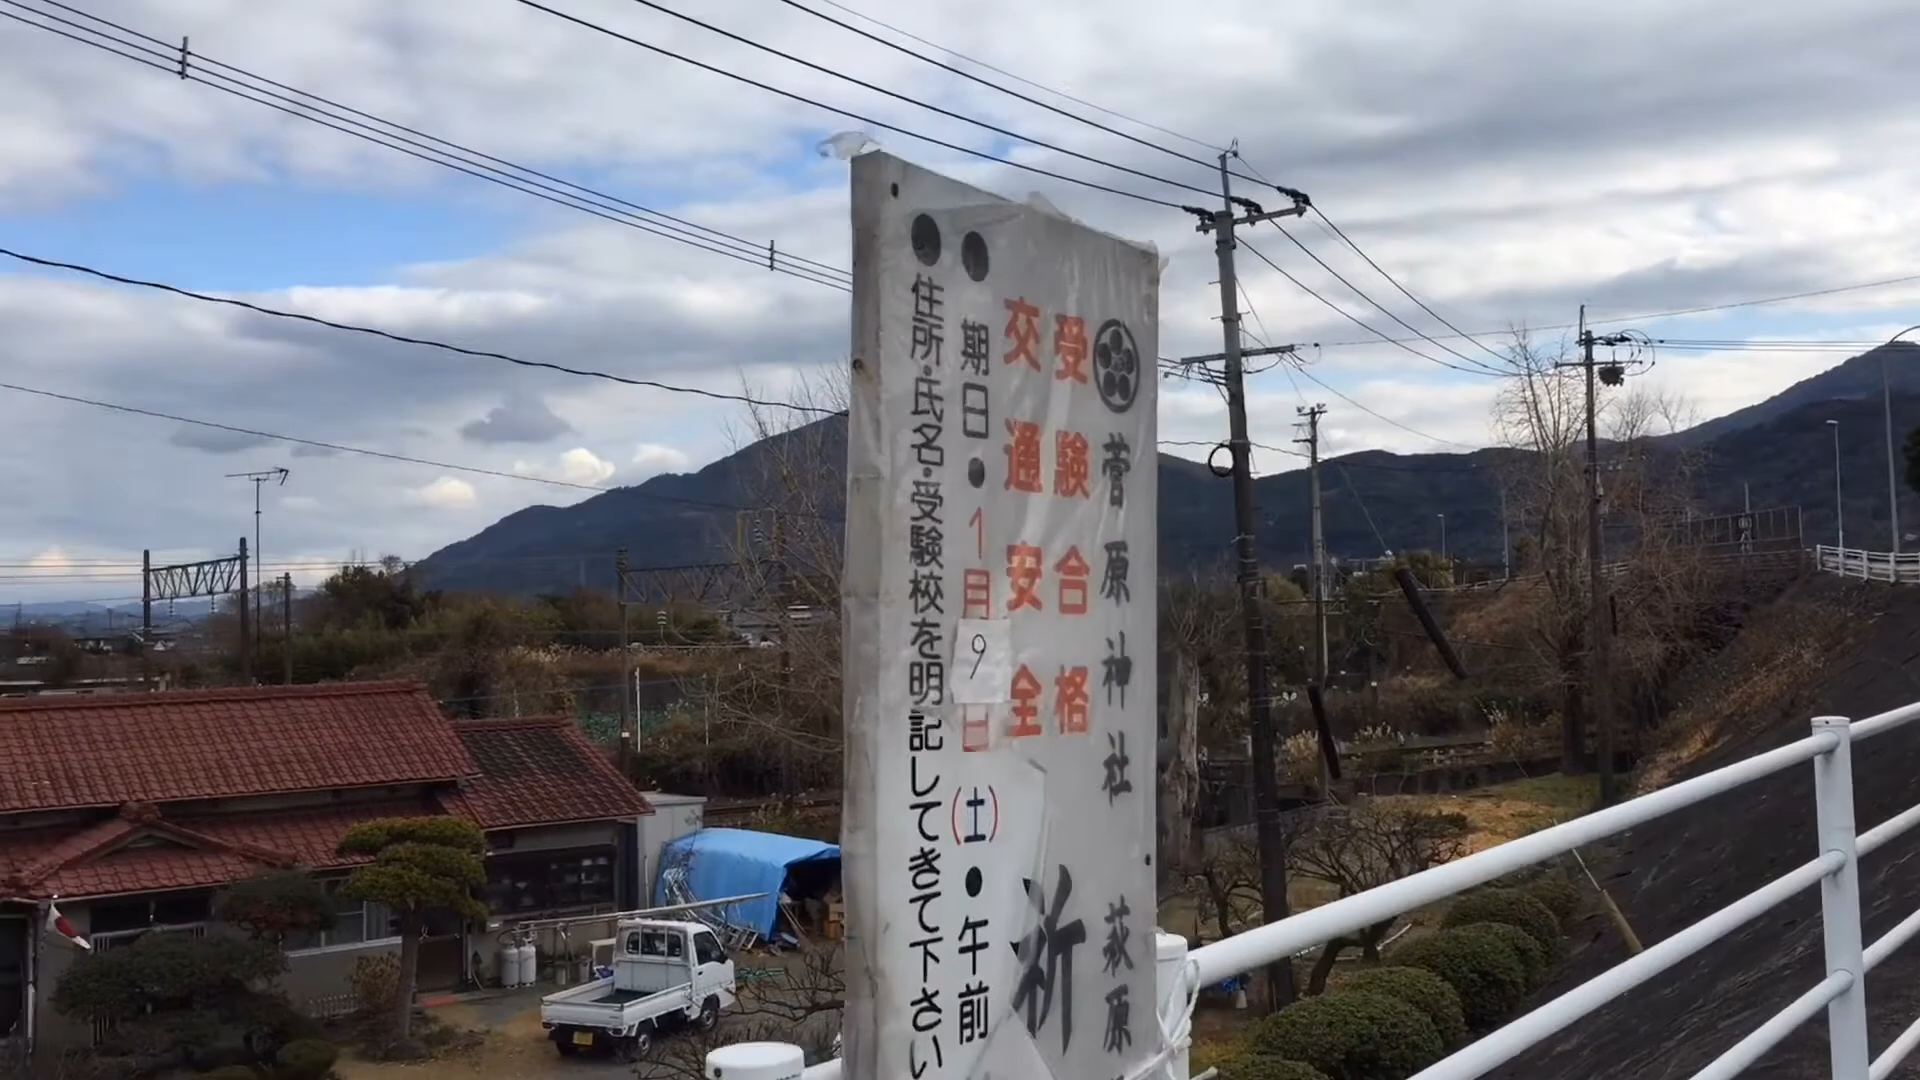 菅原神社 萩原
受験合格
交通安全
祈
●期日●1月9日(土)●午前
●住所・氏名・受験校を明記してきて下さい